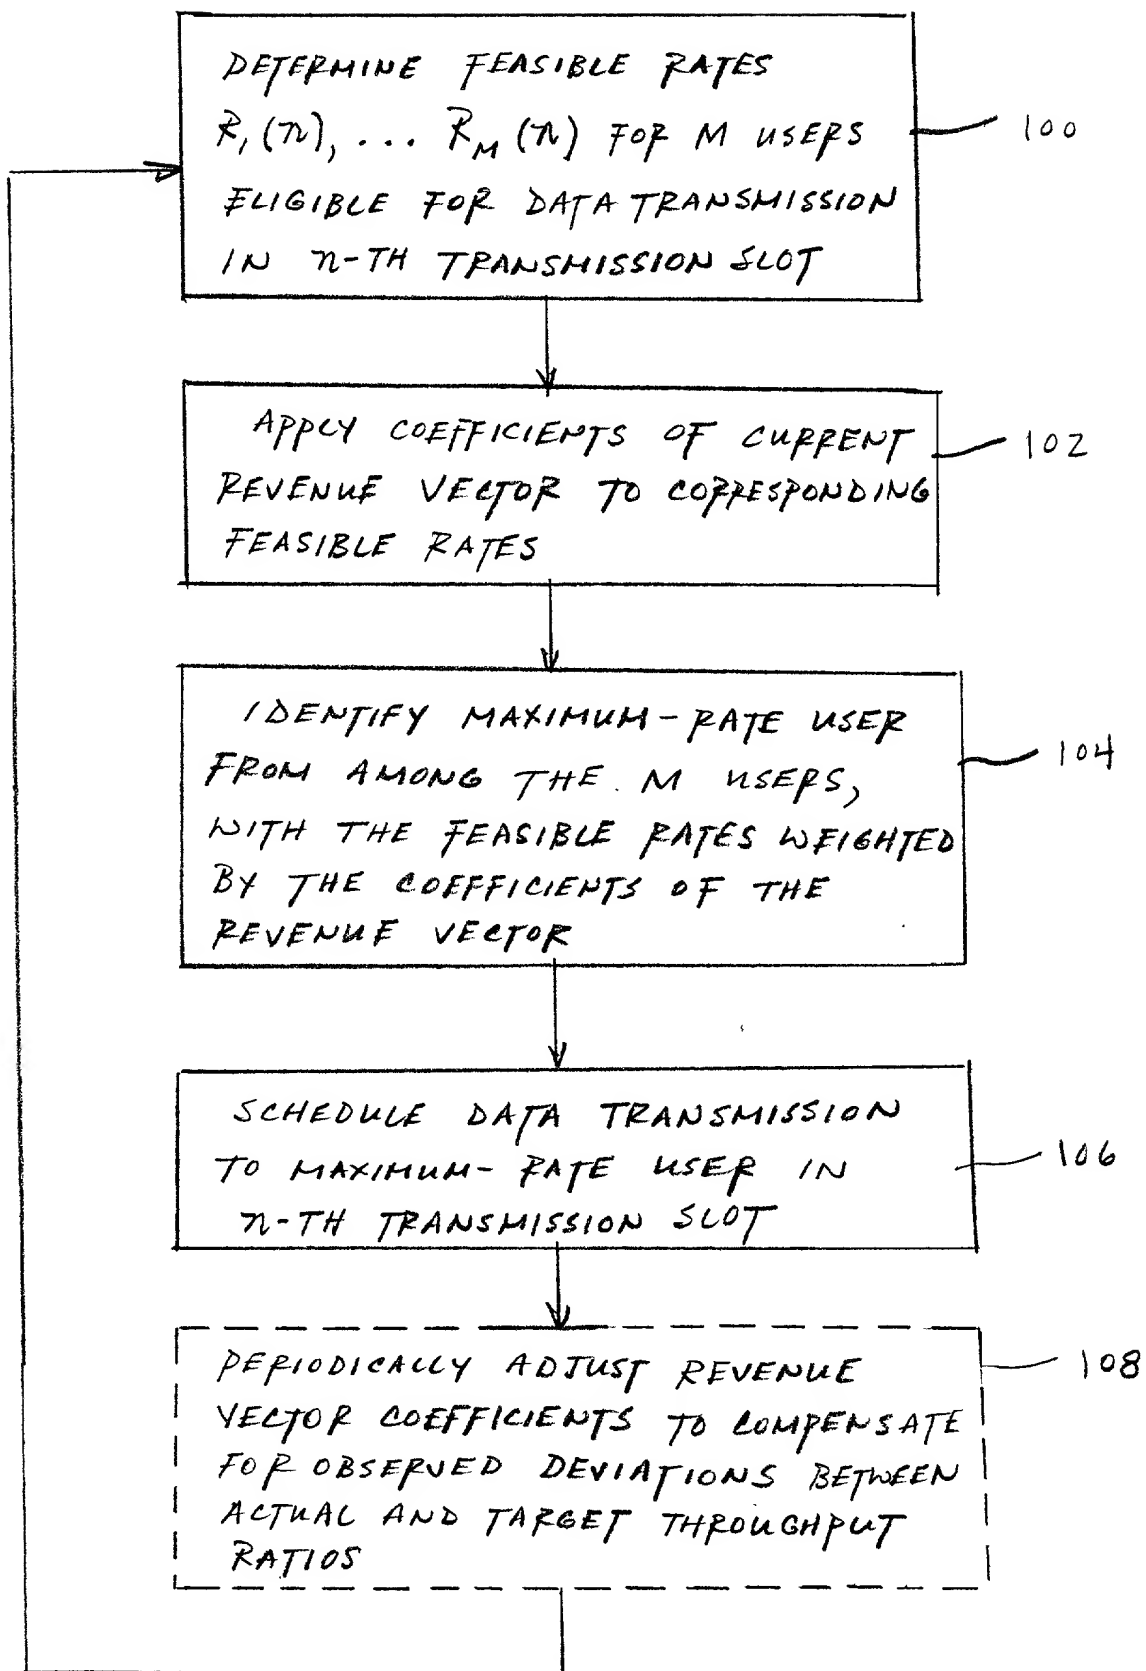 DETERMINE FEASIBLE RATES
R₁(n), ... R_M(n) FOR M USERS
ELIGIBLE FOR DATA TRANSMISSION
IN n-TH TRANSMISSION SLOT
100
APPLY COEFFICIENTS OF CURRENT
REVENUE VECTOR TO CORRESPONDING
FEASIBLE RATES
102
IDENTIFY MAXIMUM-RATE USER
FROM AMONG THE M USERS,
WITH THE FEASIBLE RATES WEIGHTED
BY THE COEFFICIENTS OF THE
REVENUE VECTOR
104
SCHEDULE DATA TRANSMISSION
TO MAXIMUM-RATE USER IN
n-TH TRANSMISSION SLOT
106
PERIODICALLY ADJUST REVENUE
VECTOR COEFFICIENTS TO COMPENSATE
FOR OBSERVED DEVIATIONS BETWEEN
ACTUAL AND TARGET THROUGHPUT
RATIOS
108